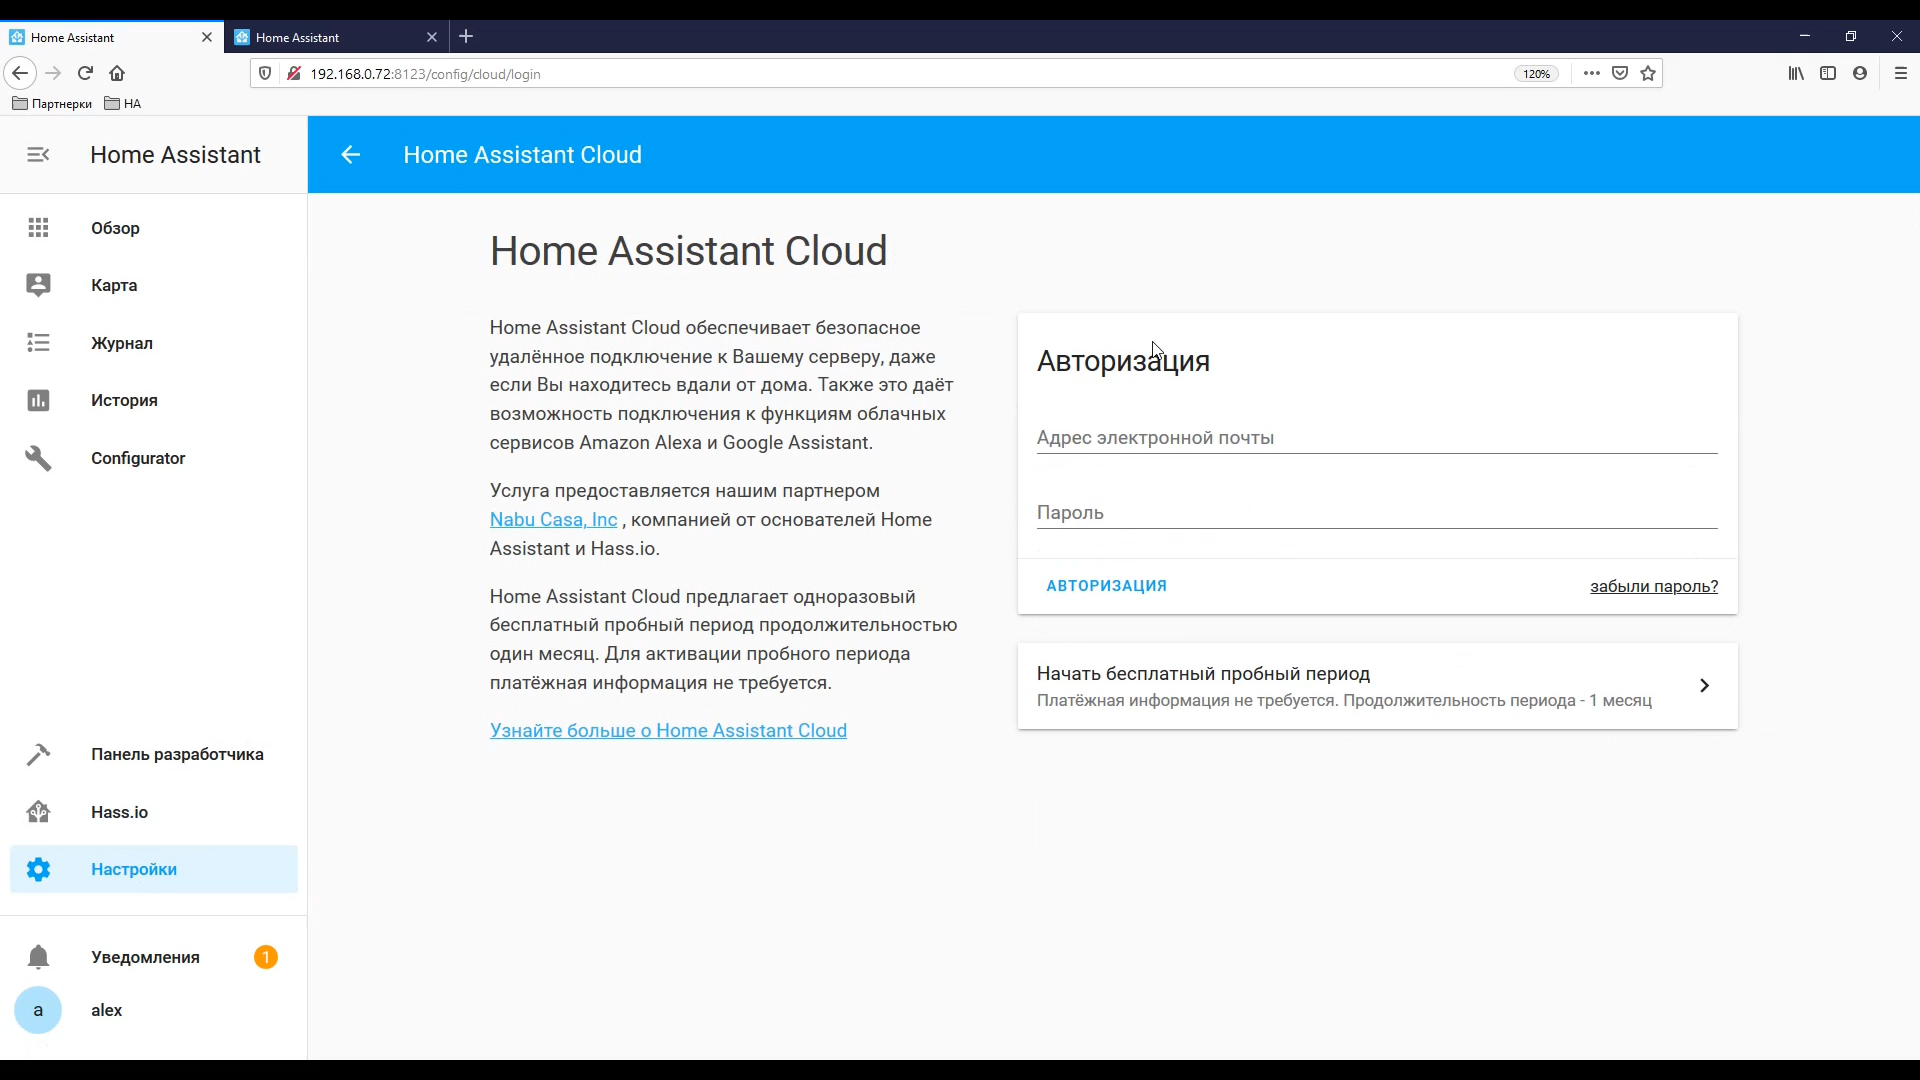 Home Assistant
Home Assistant
192.168.0.72:8123/config/cloud/login
120%
Партнерки
HA
Home Assistant
Home Assistant Cloud
Обзор
Карта
Журнал
История
Configurator
Панель разработчика
Hass.io
Настройки
Уведомления
1
a
alex
Home Assistant Cloud
Home Assistant Cloud обеспечивает безопасное
удалённое подключение к Вашему серверу, даже
если Вы находитесь вдали от дома. Также это даёт
возможность подключения к функциям облачных
сервисов Amazon Alexa и Google Assistant.
Услуга предоставляется нашим партнером
Nabu Casa, Inc , компанией от основателей Home
Assistant и Hass.io.
Home Assistant Cloud предлагает одноразовый
бесплатный пробный период продолжительностью
один месяц. Для активации пробного периода
платёжная информация не требуется.
Узнайте больше о Home Assistant Cloud
Авторизация
Адрес электронной почты
Пароль
АВТОРИЗАЦИЯ
забыли пароль?
Начать бесплатный пробный период
Платёжная информация не требуется. Продолжительность периода - 1 месяц